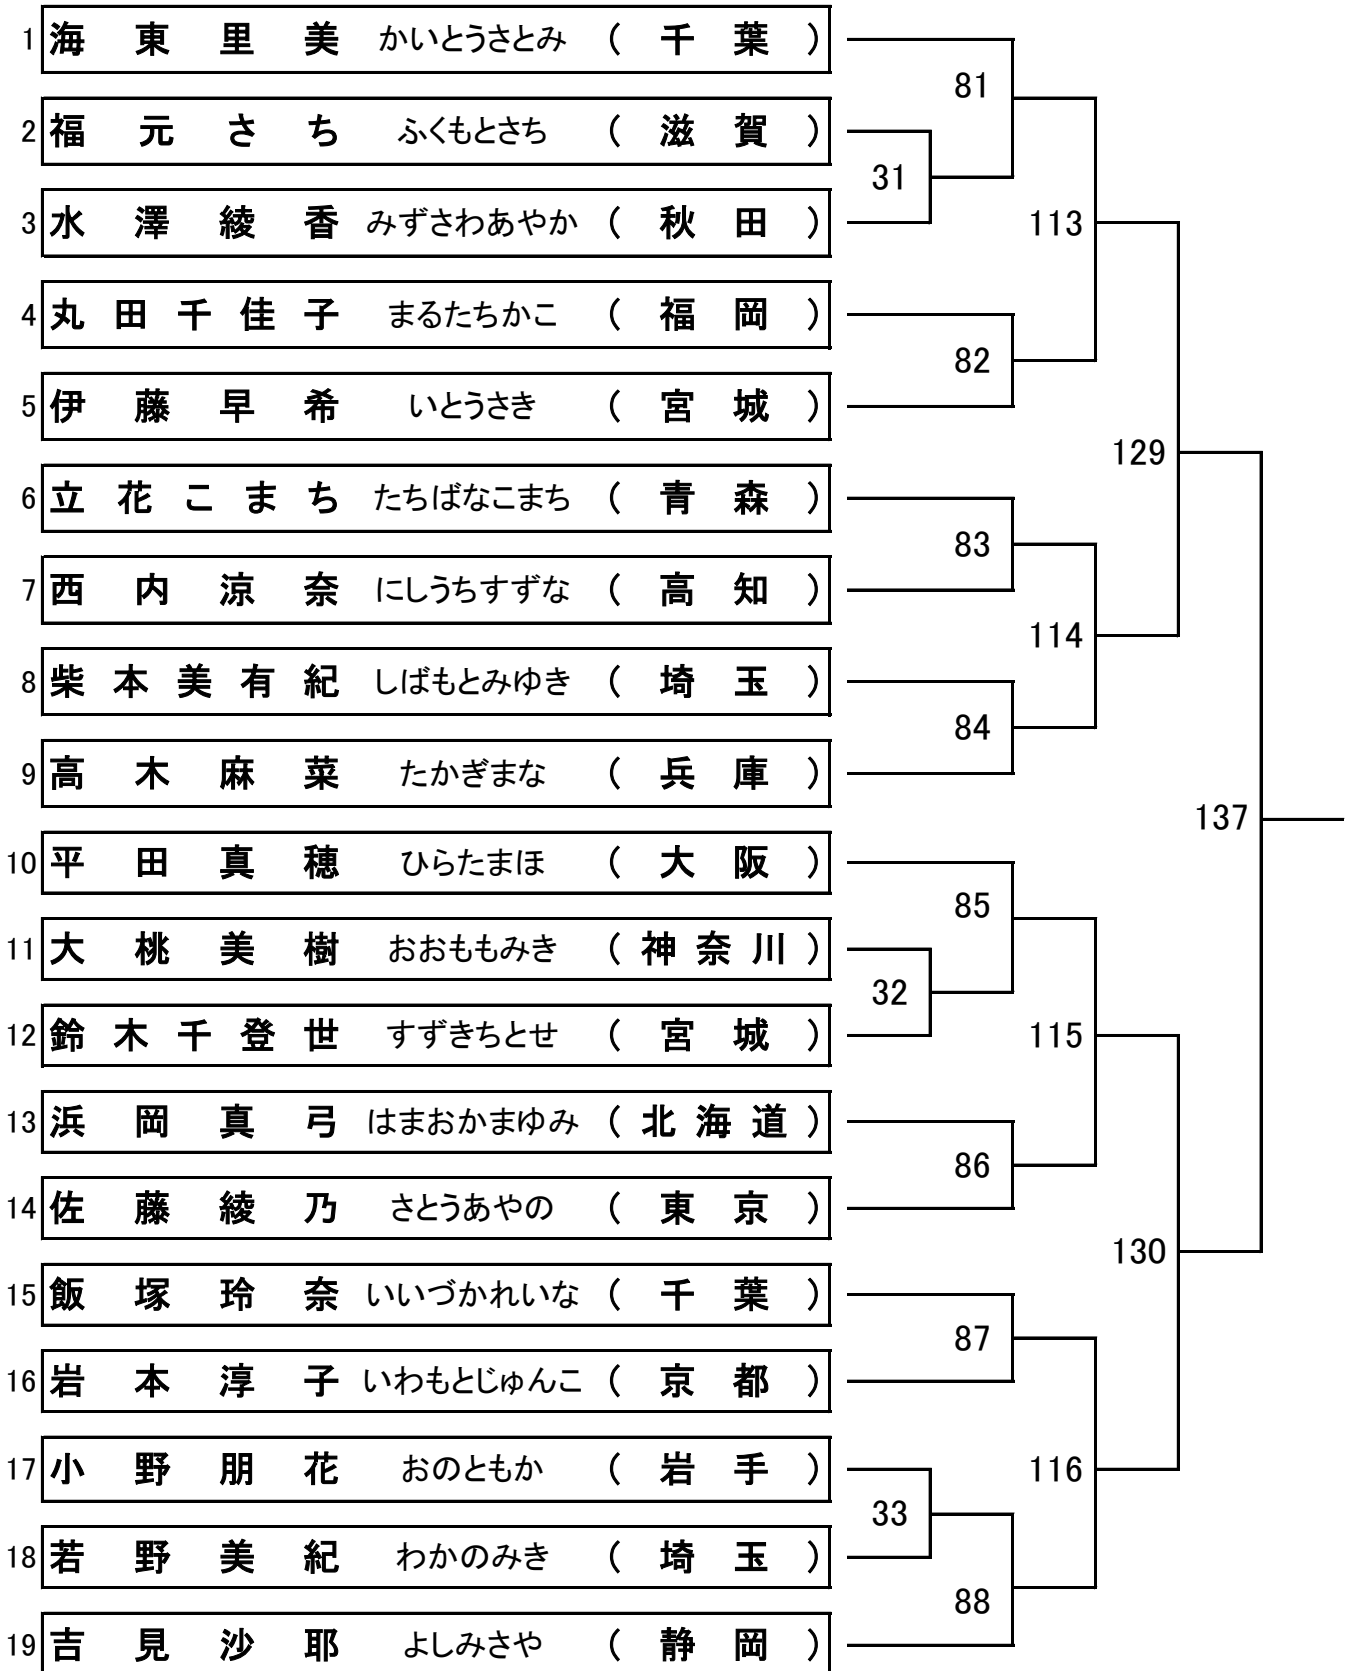 1 海東里美 かいとうさとみ (千葉)
81
2 福元さち ふくもとさち (滋賀)
31
3 水澤綾香 みずさわあやか (秋田)
113
4 丸田千佳子 まるたちかこ (福岡)
82
5 伊藤早希 いとうさき (宮城)
129
6 立花こまち たちばなこまち (青森)
83
7 西内涼奈 にしうちすずな (高知)
114
8 柴本美有紀 しばもとみゆき (埼玉)
84
9 高木麻菜 たかぎまな (兵庫)
137
10 平田真穂 ひらたまほ (大阪)
85
11 大桃美樹 おおももみき (神奈川)
32
12 鈴木千登世 すずきちとせ (宮城)
115
13 浜岡真弓 はまおかまゆみ (北海道)
86
14 佐藤綾乃 さとうあやの (東京)
130
15 飯塚玲奈 いいづかれいな (千葉)
87
16 岩本淳子 いわもとじゅんこ (京都)
17 小野朋花 おのともか (岩手)
116
33
18 若野美紀 わかのみき (埼玉)
88
19 吉見沙耶 よしみさや (静岡)